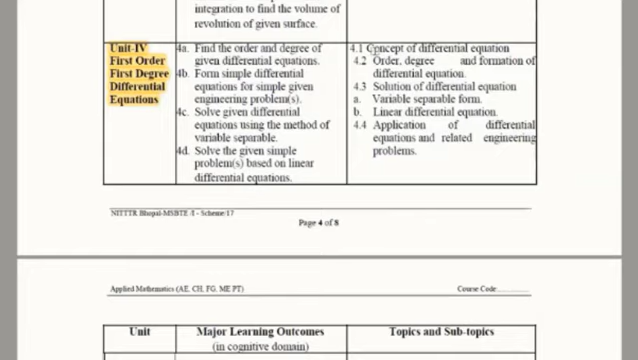 integration to find the volume of
revolution of given surface.
Unit-IV
First Order
First Degree
Differential
Equations
4a. Find the order and degree of
given differential equations.
4b. Form simple differential
equations for simple given
engineering problem(s).
4c. Solve given differential
equations using the method of
variable separable.
4d. Solve the given simple
problem(s) based on linear
differential equations.
4.1 Concept of differential equation
4.2 Order, degree and formation of
differential equation.
4.3 Solution of differential equation
a. Variable separable form.
b. Linear differential equation.
4.4 Application of differential
equations and related engineering
problems.
NITTTR Bhopal-MSBTE /I - Scheme/17
Page 4 of 8
Applied Mathematics (AE, CH, FG, ME PT)
Course Code:..............
Unit
Major Learning Outcomes
(in cognitive domain)
Topics and Sub-topics